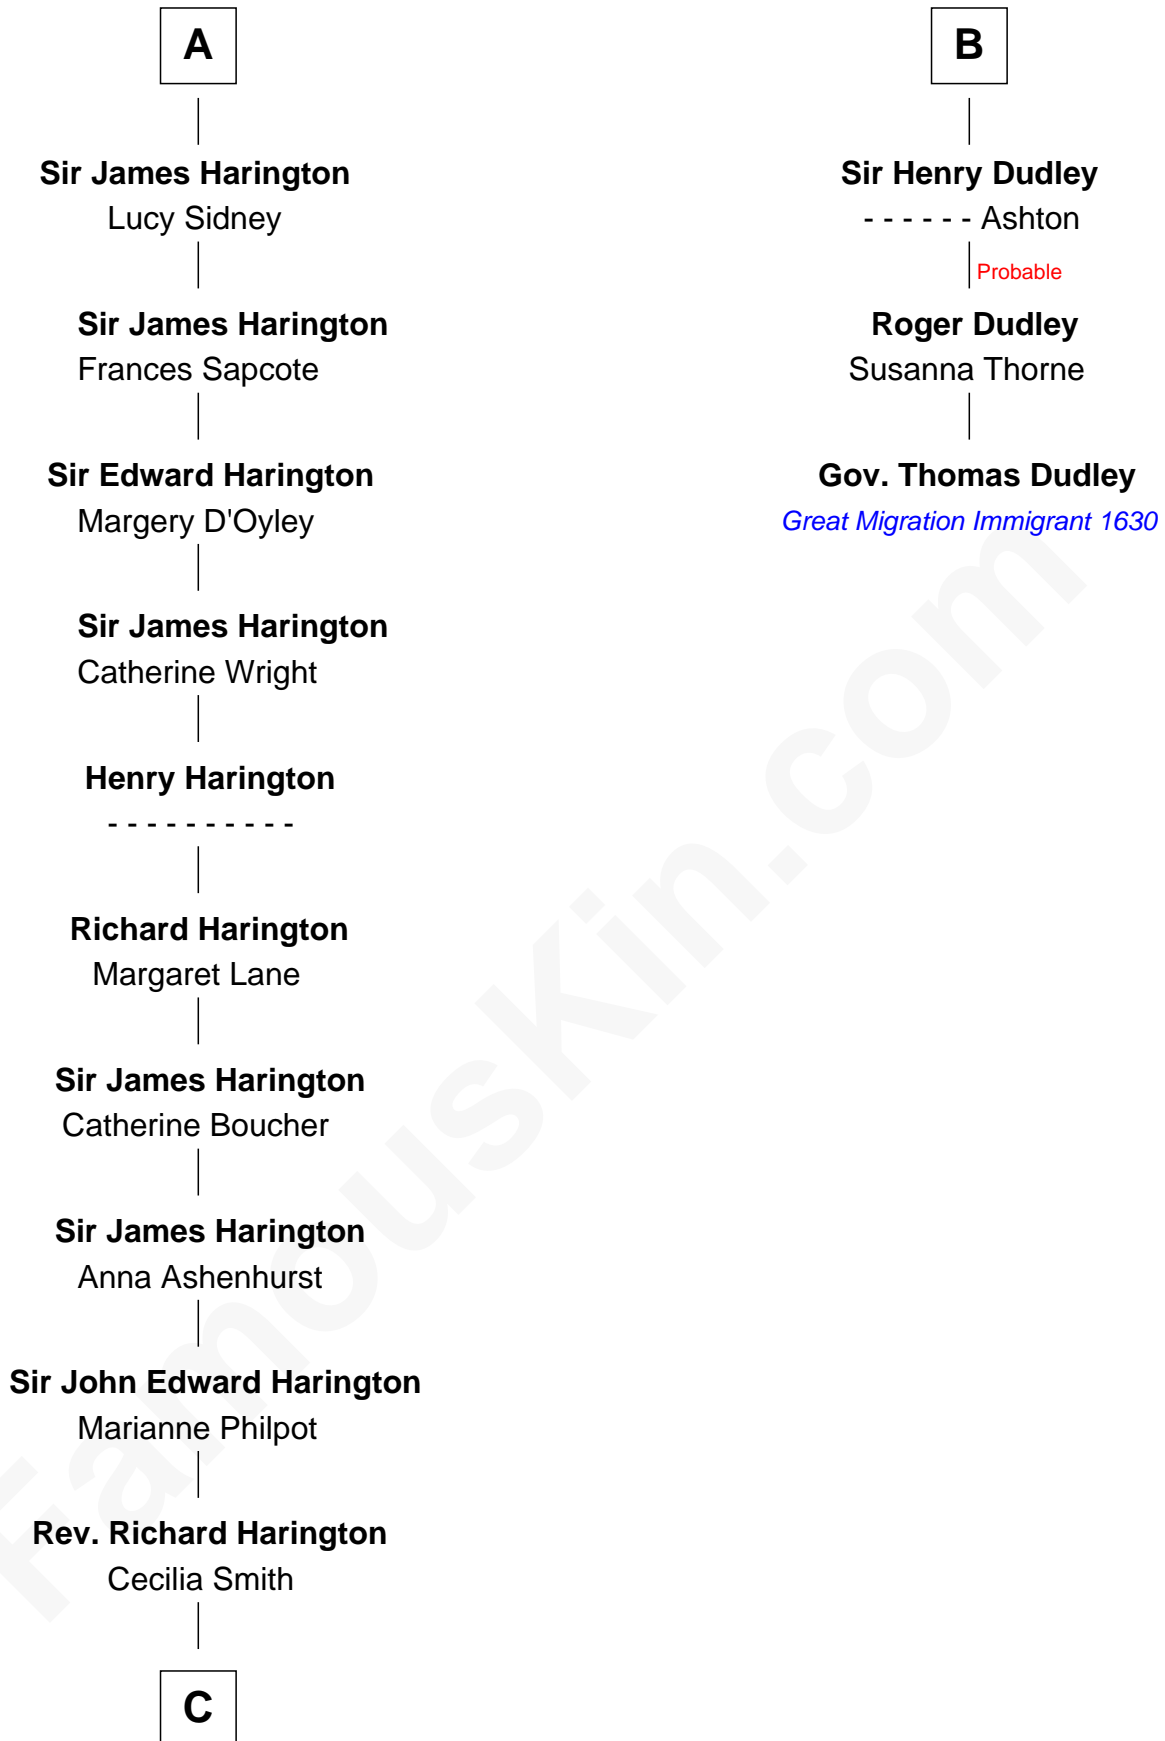 A
Sir James Harington
Lucy Sidney
Sir James Harington
Frances Sapcote
Sir Edward Harington
Margery D'Oyley
Sir James Harington
Catherine Wright
Henry Harington
- - - - - - - - - -
Richard Harington
Margaret Lane
Sir James Harington
Catherine Boucher
Sir James Harington
Anna Ashenhurst
Sir John Edward Harington
Marianne Philpot
Rev. Richard Harington
Cecilia Smith
C
B
Sir Henry Dudley
- - - - - - Ashton
Probable
Roger Dudley
Susanna Thorne
Gov. Thomas Dudley
Great Migration Immigrant 1630
FamousKin.com